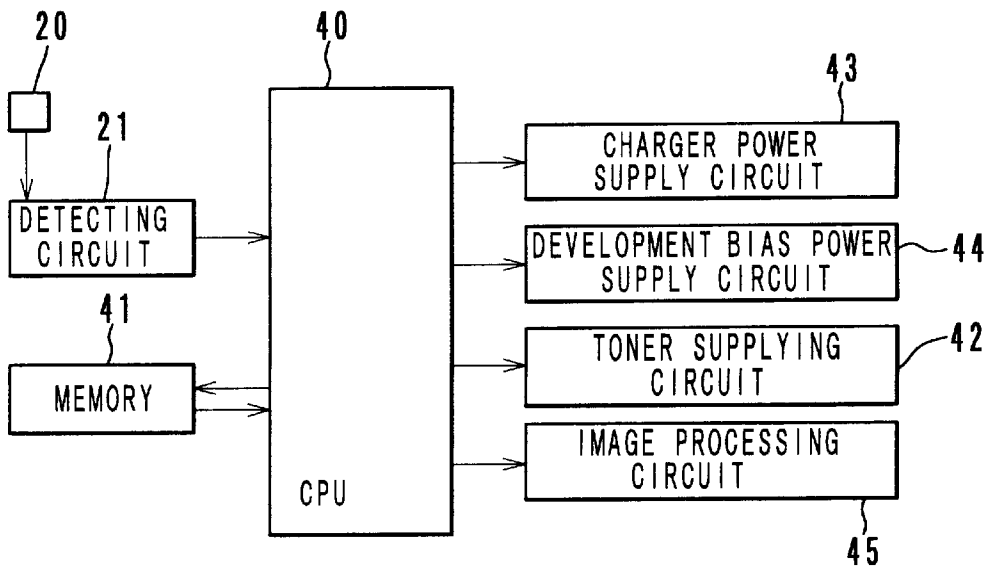 20
40
43
21
CHARGER POWER
SUPPLY CIRCUIT
DETECTING
CIRCUIT
DEVELOPMENT BIAS POWER
SUPPLY CIRCUIT
44
41
TONER SUPPLYING
CIRCUIT
42
MEMORY
IMAGE PROCESSING
CIRCUIT
CPU
45